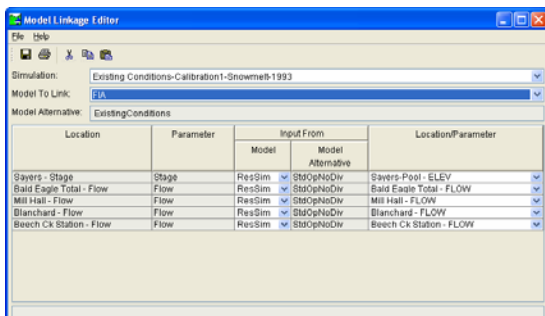 Model Linkage Editor
File Help
Simulation: Existing Conditions-Calibration1-Snowmelt-1993
Model To Link: FIA
Model Alternative: ExistingConditions
Location Parameter Input From Location/Parameter
Model Model Alternative
Sayers - Stage Stage ResSim StdOpNoDiv Sayers-Pool - ELEV
Bald Eagle Total - Flow Flow ResSim StdOpNoDiv Bald Eagle Total - FLOW
Mill Hall - Flow Flow ResSim StdOpNoDiv Mill Hall - FLOW
Blanchard - Flow Flow ResSim StdOpNoDiv Blanchard - FLOW
Beech Ck Station - Flow Flow ResSim StdOpNoDiv Beech Ck Station - FLOW